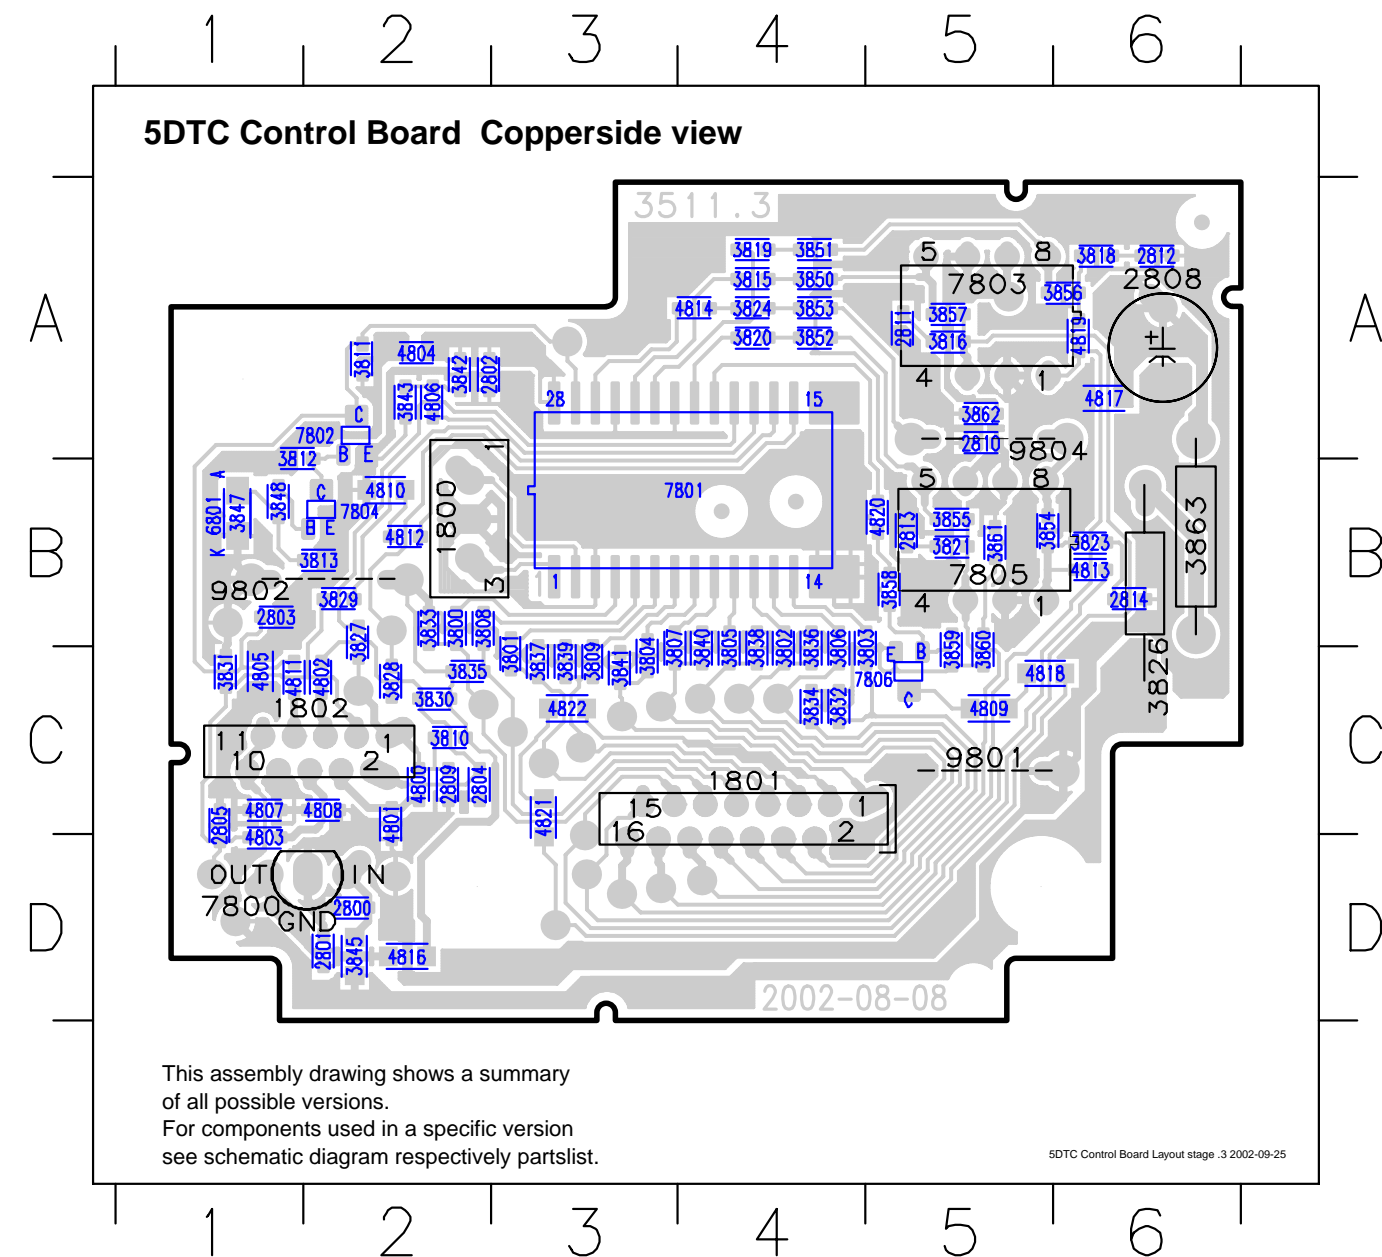 1 2 3 4 5 6
5DTC Control Board Copperside view
3511.3
3819 3851 5 8 3818 2812
3815 3850 7803 2808
3856
A 4814 3824 3853 2811 3857 4819 + A
3820 3852 3816
3811 4804 3842 2802 4 1
3843 4806 28 15 4817
C 3862
7802 1 2810
3812 B E 9804
A 5 8
6801 3847 3848 C 4810 1800 7801 4820 2813 3855 3861 3854 3863
B E 7804 3821
B K 4812 3823 B
3813 3 1 14 7805 4813
9802 3829 3858 4 1 2814
2803
3827 3833 3800 3808 3801 3837 3839 3809 3841 3804 3807 3840 3805 3838 3802 3836 3806 3803 E B 3859 3860 3826
3831 4805 4811 4802 3828 3835 7806 4818
3830 4822 3834 3832 C 4809
1802
C 11 1 3810 C
10 2 9801
4800 2809 2804 1801
2805 4807 4808 4801 4821 15 1
4803 16 2
OUT IN
7800 2800
D GND D
2801 3845 4816
2002-08-08
This assembly drawing shows a summary
of all possible versions.
For components used in a specific version
see schematic diagram respectively partslist.
5DTC Control Board Layout stage .3 2002-09-25
1 2 3 4 5 6